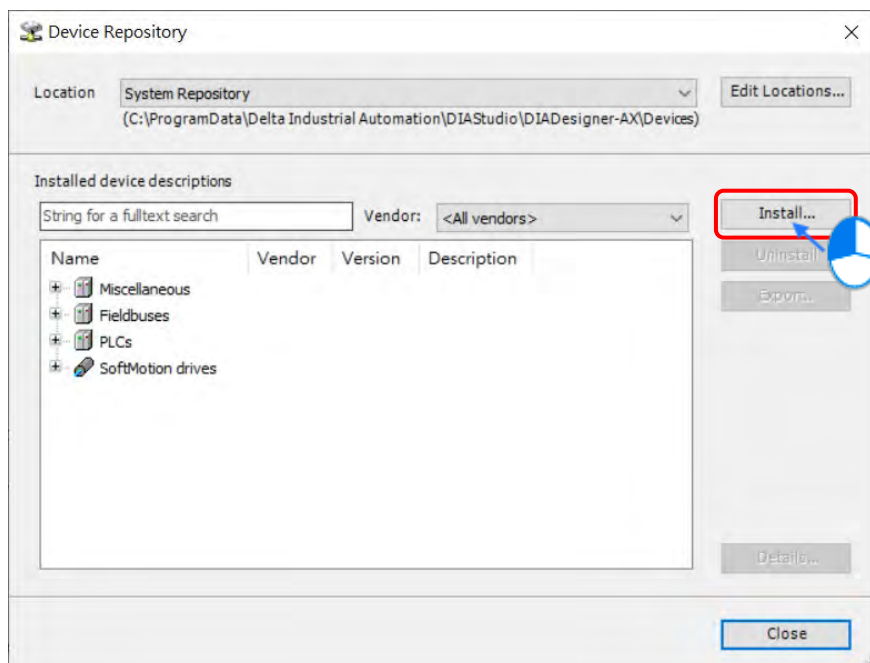 Device Repository
Location System Repository Edit Locations...
(C:\ProgramData\Delta Industrial Automation\DIAStudio\DIADesigner-AX\Devices)
Installed device descriptions
String for a fulltext search Vendor: <All vendors> Install...
Name Vendor Version Description Uninstall
Miscellaneous
Fieldbuses Export...
PLCs
SoftMotion drives
Details...
Close